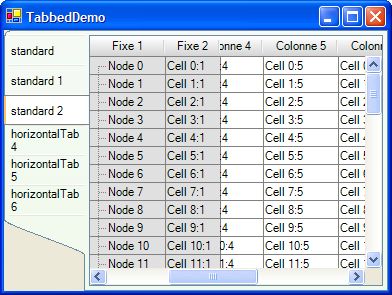 TabbedDemo
standard
standard 1
standard 2
horizontalTab
4
horizontalTab
5
horizontalTab
6
Fixe 1 Fixe 2 onne 4 Colonne 5 Colonn
Node 0 Cell 0:1 :4 Cell 0:5 Cell
Node 1 Cell 1:1 :4 Cell 1:5 Cell
Node 2 Cell 2:1 :4 Cell 2:5 Cell
Node 3 Cell 3:1 :4 Cell 3:5 Cell
Node 4 Cell 4:1 :4 Cell 4:5 Cell
Node 5 Cell 5:1 :4 Cell 5:5 Cell
Node 6 Cell 6:1 :4 Cell 6:5 Cell
Node 7 Cell 7:1 :4 Cell 7:5 Cell
Node 8 Cell 8:1 :4 Cell 8:5 Cell
Node 9 Cell 9:1 :4 Cell 9:5 Cell
Node 10 Cell 10:1 0:4 Cell 10:5 Cell
Node 11 Cell 11:1 1:4 Cell 11:5 Cell